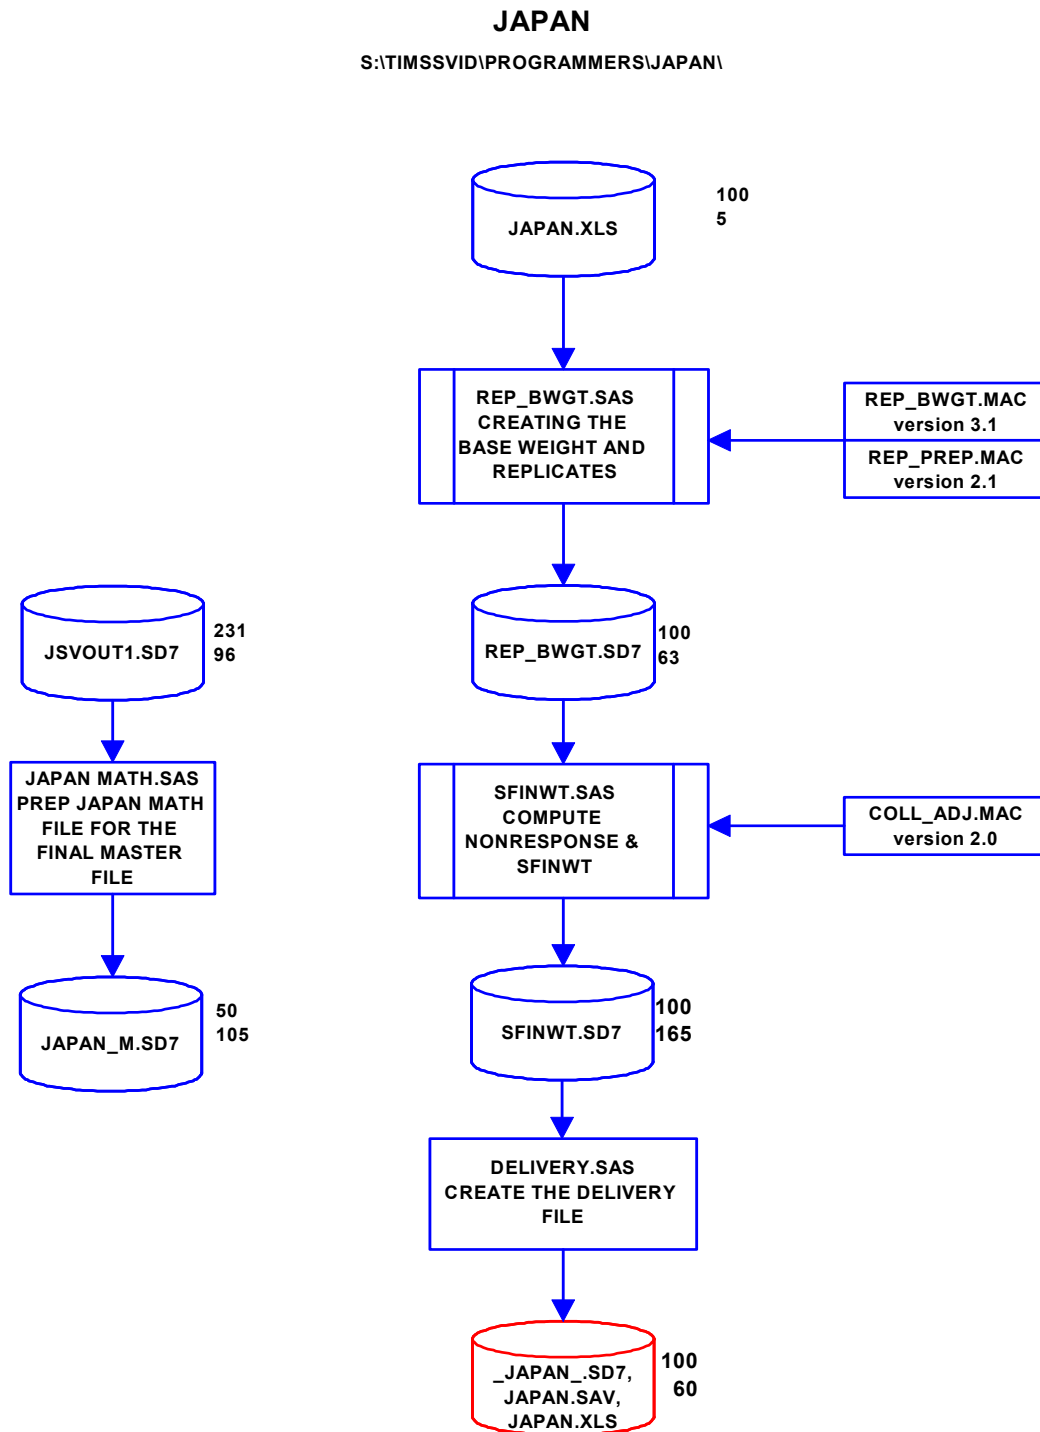 JAPAN
S:\TIMSSVID\PROGRAMMERS\JAPAN\
JAPAN.XLS
100
5
REP_BWGT.SAS
CREATING THE
BASE WEIGHT AND
REPLICATES
REP_BWGT.MAC
version 3.1
REP_PREP.MAC
version 2.1
JSVOUT1.SD7
231
96
REP_BWGT.SD7
100
63
JAPAN MATH.SAS
PREP JAPAN MATH
FILE FOR THE
FINAL MASTER
FILE
SFINWT.SAS
COMPUTE
NONRESPONSE &
SFINWT
COLL_ADJ.MAC
version 2.0
JAPAN_M.SD7
50
105
SFINWT.SD7
100
165
DELIVERY.SAS
CREATE THE DELIVERY
FILE
_JAPAN_.SD7,
JAPAN.SAV,
JAPAN.XLS
100
60